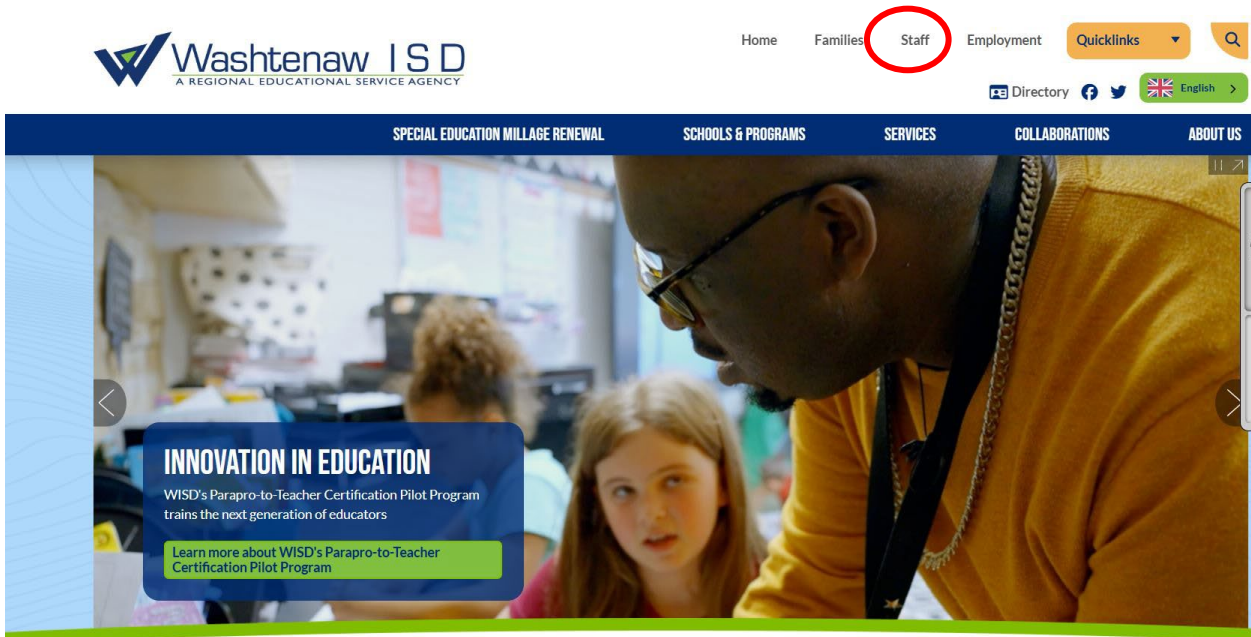 Home Families Staff Employment Quicklinks
Washtenaw ISD
A REGIONAL EDUCATIONAL SERVICE AGENCY
Directory English
SPECIAL EDUCATION MILLAGE RENEWAL SCHOOLS & PROGRAMS SERVICES COLLABORATIONS ABOUT US
INNOVATION IN EDUCATION
WISD's Parapro-to-Teacher Certification Pilot Program
trains the next generation of educators
Learn more about WISD's Parapro-to-Teacher
Certification Pilot Program